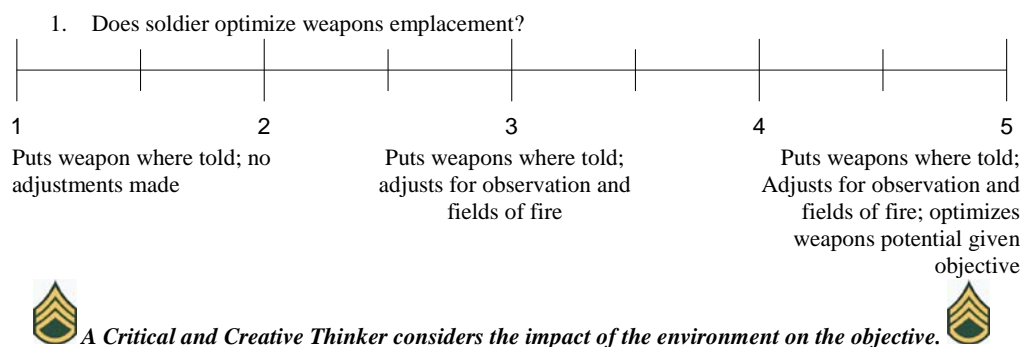 1. Does soldier optimize weapons emplacement?
1 2 3 4 5
Puts weapon where told; no
adjustments made
Puts weapons where told;
adjusts for observation and
fields of fire
Puts weapons where told;
Adjusts for observation and
fields of fire; optimizes
weapons potential given
objective
A Critical and Creative Thinker considers the impact of the environment on the objective.